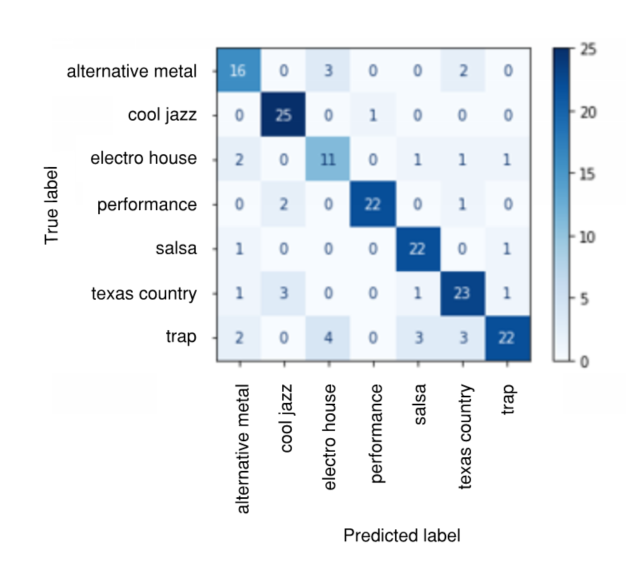 alternative metal 16 0 3 0 0 2 0
cool jazz 0 25 0 1 0 0 0
electro house 2 0 11 0 1 1 1
performance 0 2 0 22 0 1 0
salsa 1 0 0 0 22 0 1
texas country 1 3 0 0 1 23 1
trap 2 0 4 0 3 3 22
True label
alternative metal
cool jazz
electro house
performance
salsa
texas country
trap
Predicted label
25
20
15
10
5
0